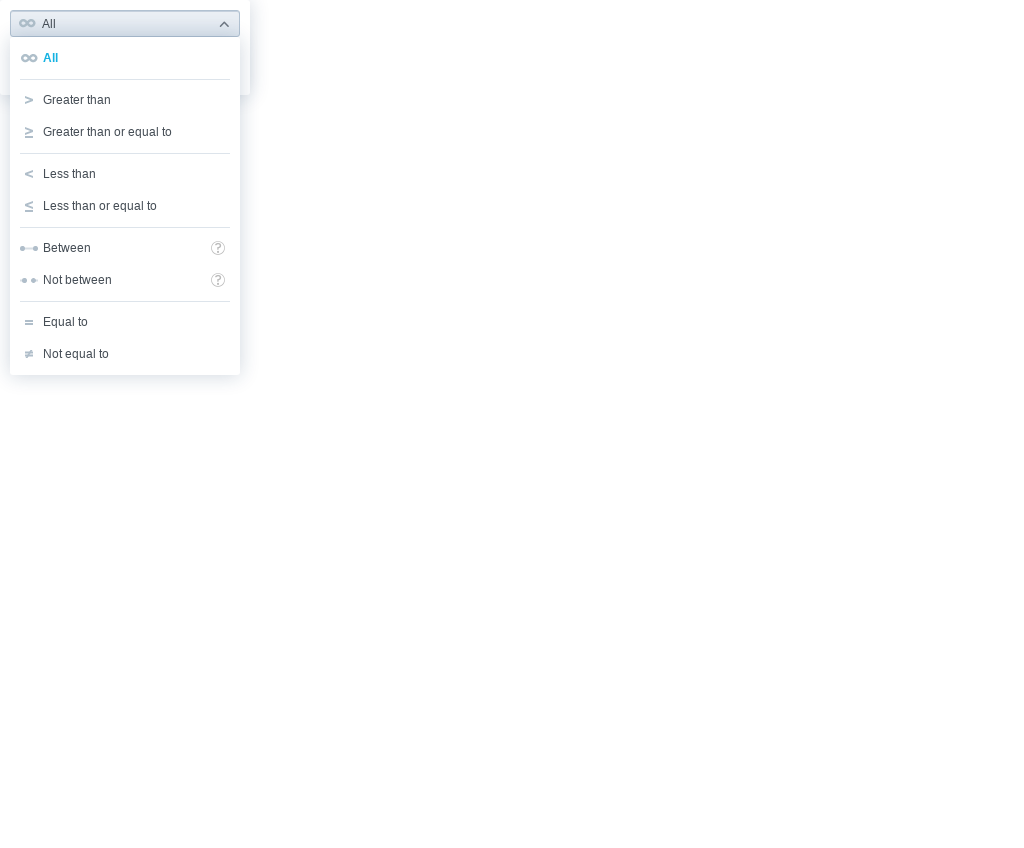 ∞ All
∞ All
> Greater than
≥ Greater than or equal to
< Less than
≤ Less than or equal to
Between ?
Not between ?
= Equal to
≠ Not equal to